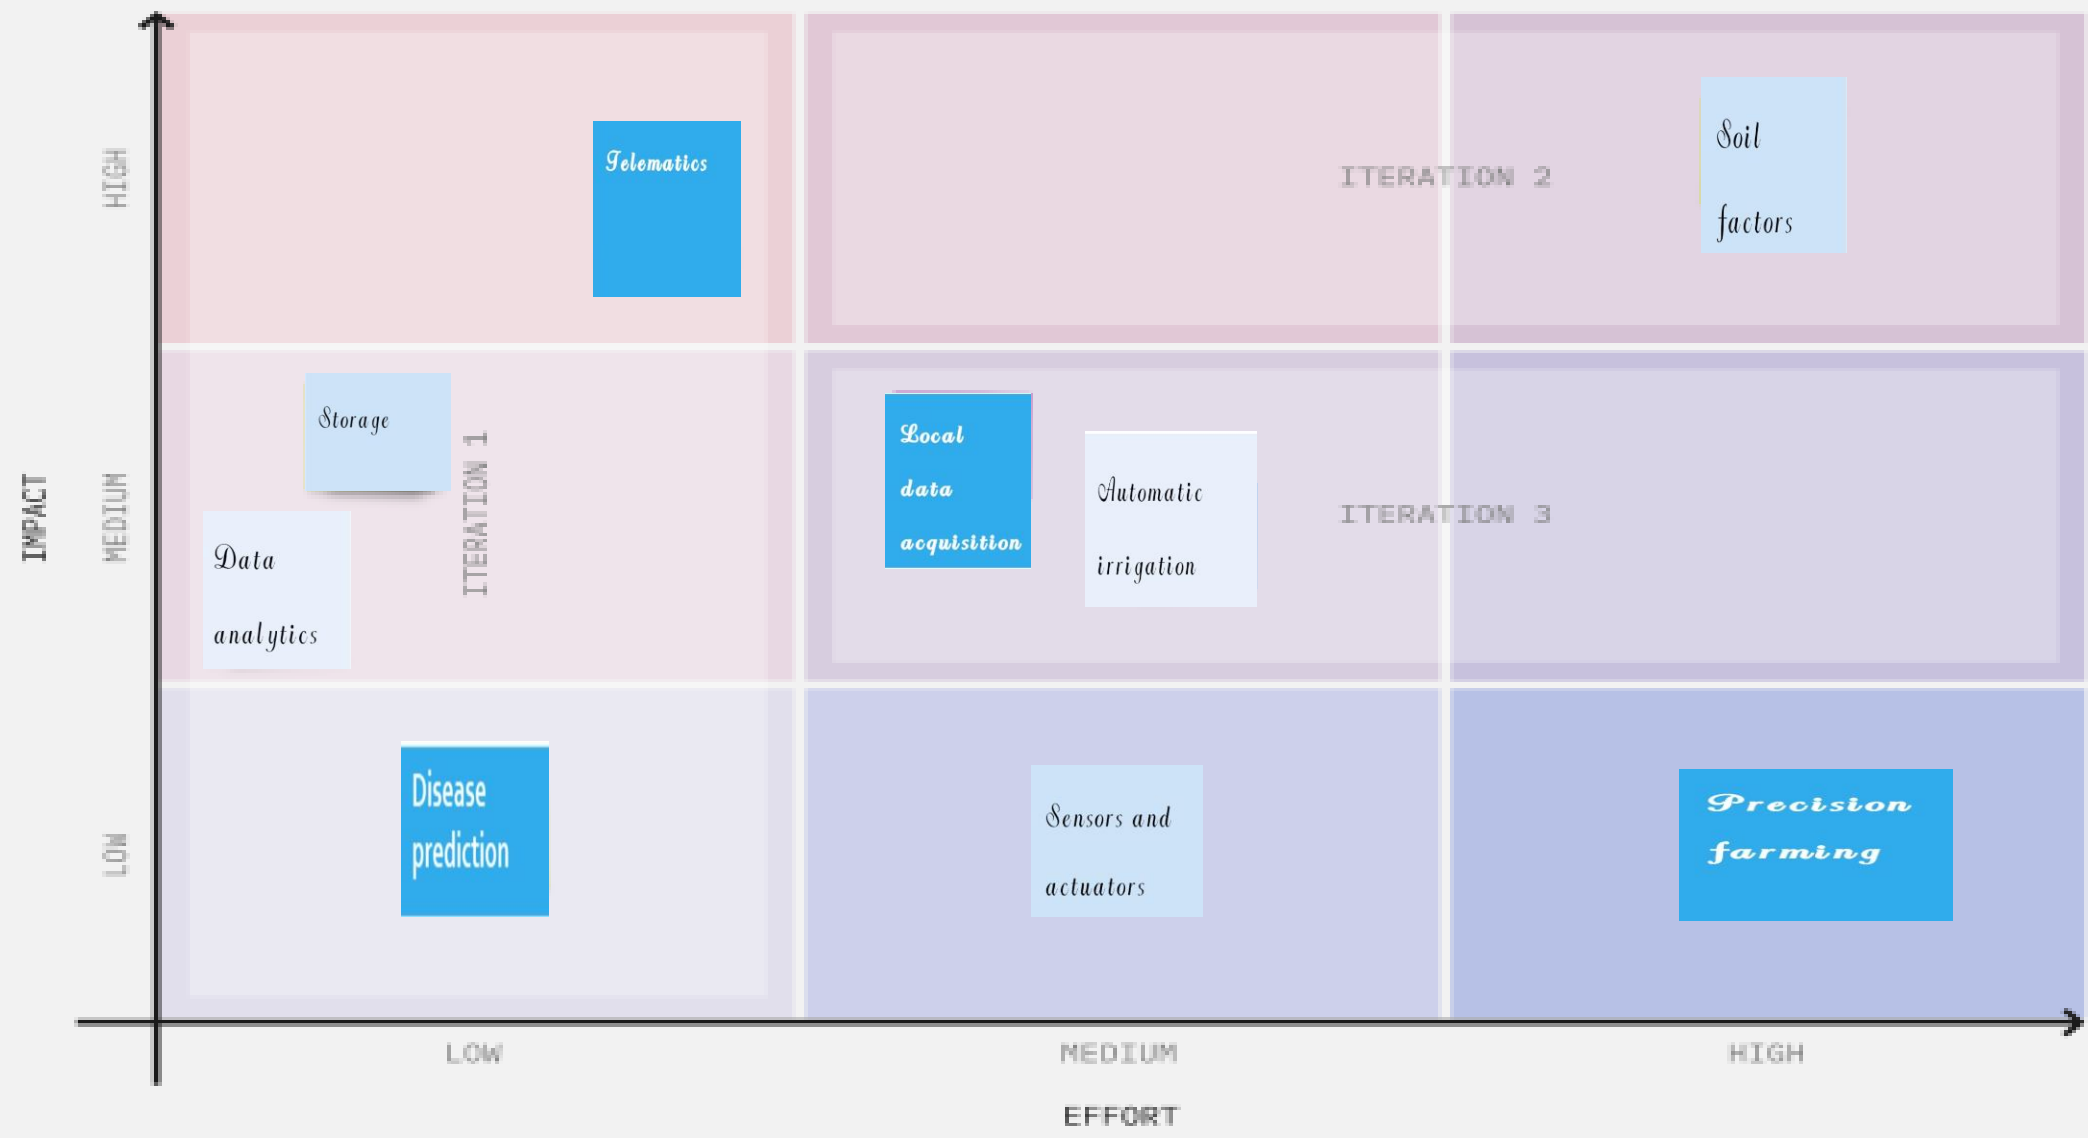 HIGH
Telematics
ITERATION 2
Soil
factors
IMPACT
MEDIUM
Storage
Data
analytics
ITERATION 1
Local
data
acquisition
Automatic
irrigation
ITERATION 3
LOW
Disease
prediction
Sensors and
actuators
Precision
farming
LOW
MEDIUM
HIGH
EFFORT